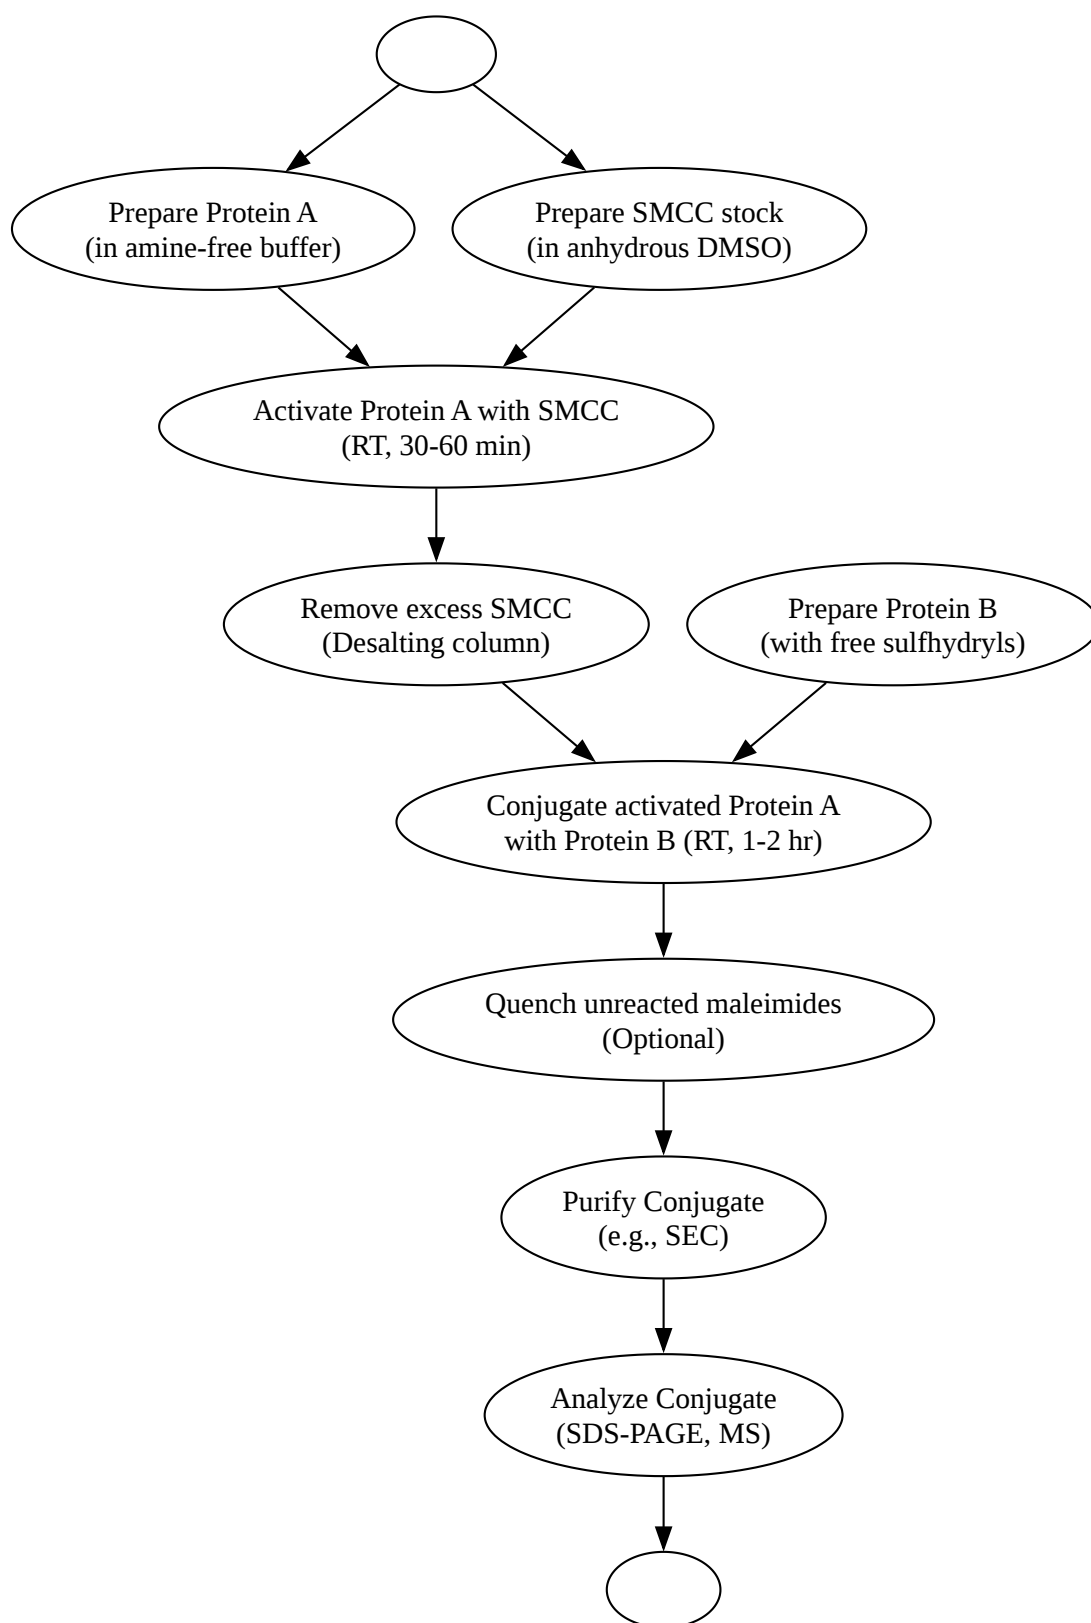 Prepare Protein A
(in amine-free buffer)
Prepare SMCC stock
(in anhydrous DMSO)
Activate Protein A with SMCC
(RT, 30-60 min)
Remove excess SMCC
(Desalting column)
Prepare Protein B
(with free sulfhydryls)
Conjugate activated Protein A
with Protein B (RT, 1-2 hr)
Quench unreacted maleimides
(Optional)
Purify Conjugate
(e.g., SEC)
Analyze Conjugate
(SDS-PAGE, MS)